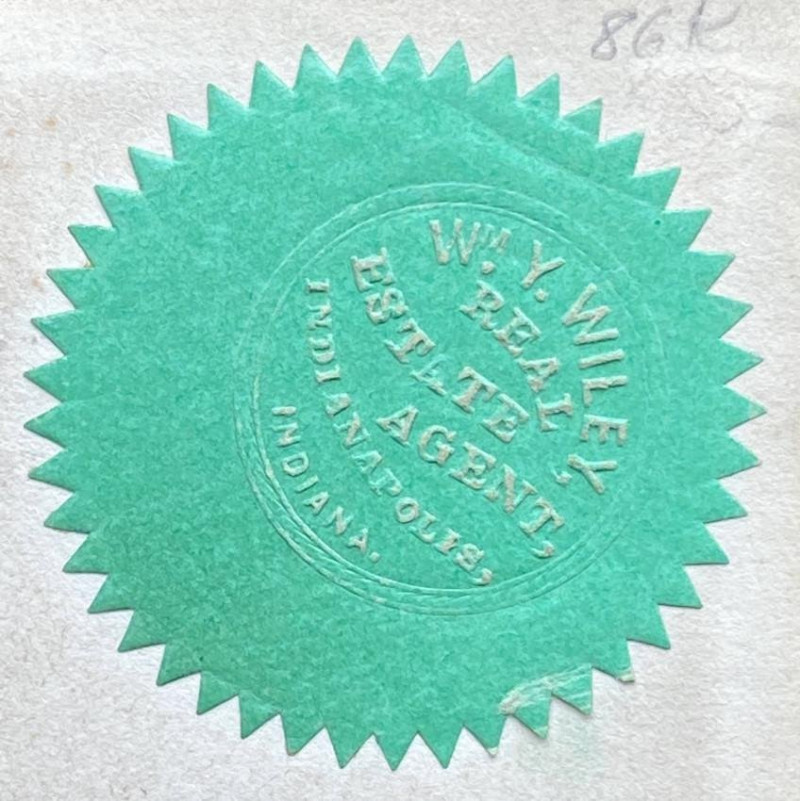 86K
Wᴹ. Y. WILEY,
REAL
ESTATE
AGENT,
INDIANAPOLIS,
INDIANA.